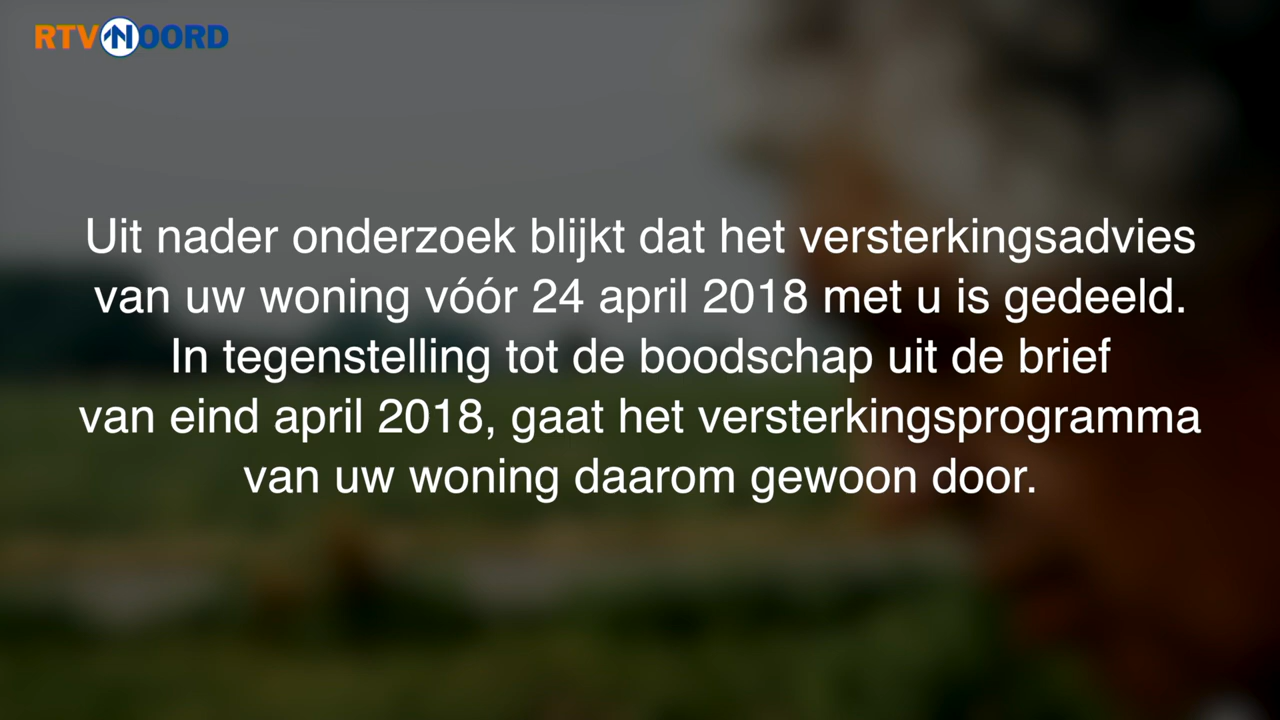 RTV NOORD
Uit nader onderzoek blijkt dat het versterkingsadvies
van uw woning vóór 24 april 2018 met u is gedeeld.
In tegenstelling tot de boodschap uit de brief
van eind april 2018, gaat het versterkingsprogramma
van uw woning daarom gewoon door.